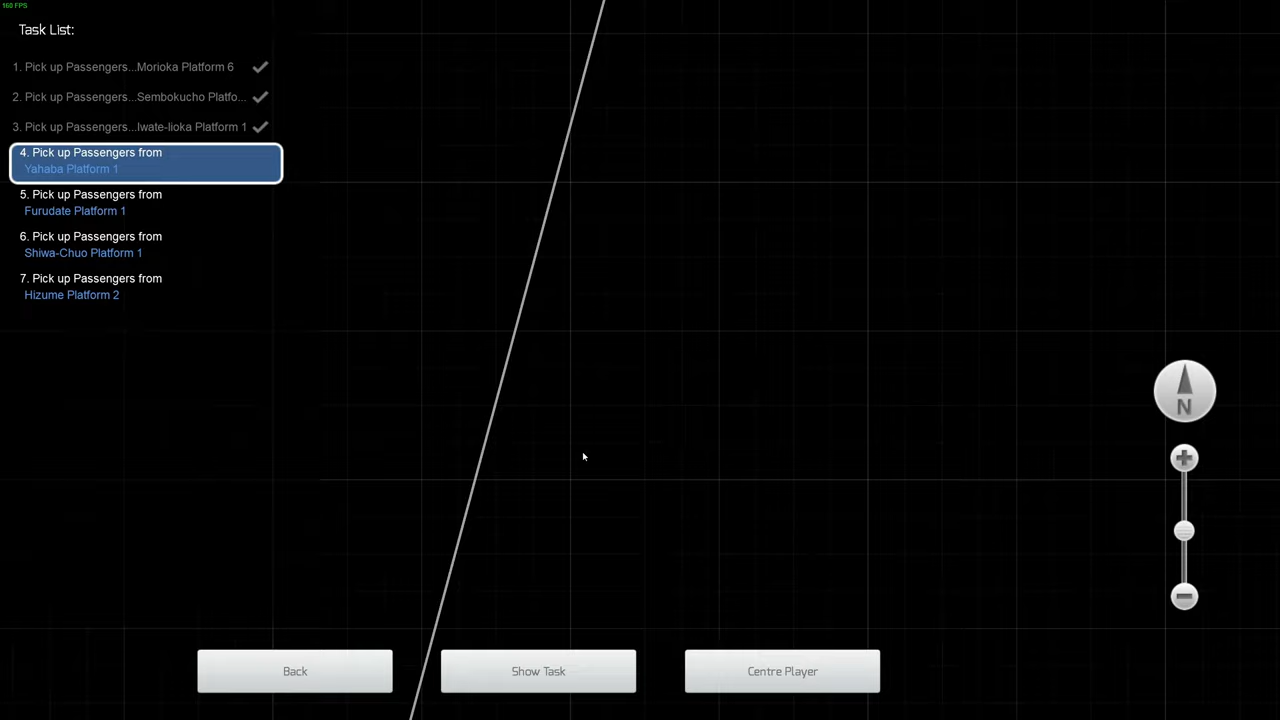 160 FPS
Task List:
1. Pick up Passengers...Morioka Platform 6
2. Pick up Passengers...Sembokucho Platfo...
3. Pick up Passengers...Iwate-Iioka Platform 1
4. Pick up Passengers from
Yahaba Platform 1
5. Pick up Passengers from
Furudate Platform 1
6. Pick up Passengers from
Shiwa-Chuo Platform 1
7. Pick up Passengers from
Hizume Platform 2
N
Back
Show Task
Centre Player